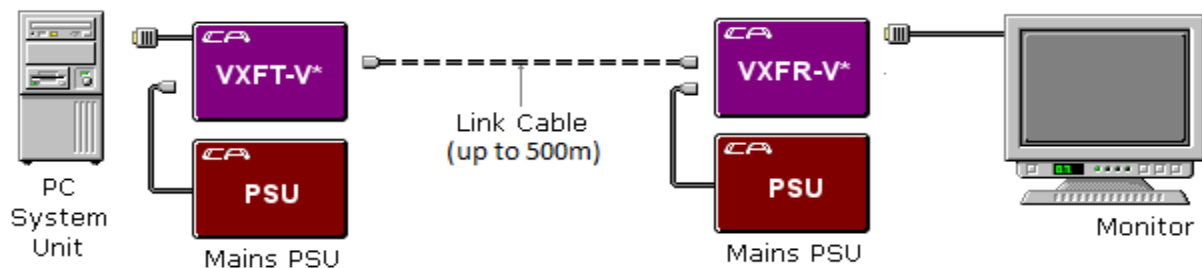 CA
VXFT-V*
CA
VXFR-V*
Link Cable
(up to 500m)
CA
PSU
CA
PSU
PC
System
Unit
Mains PSU
Mains PSU
Monitor